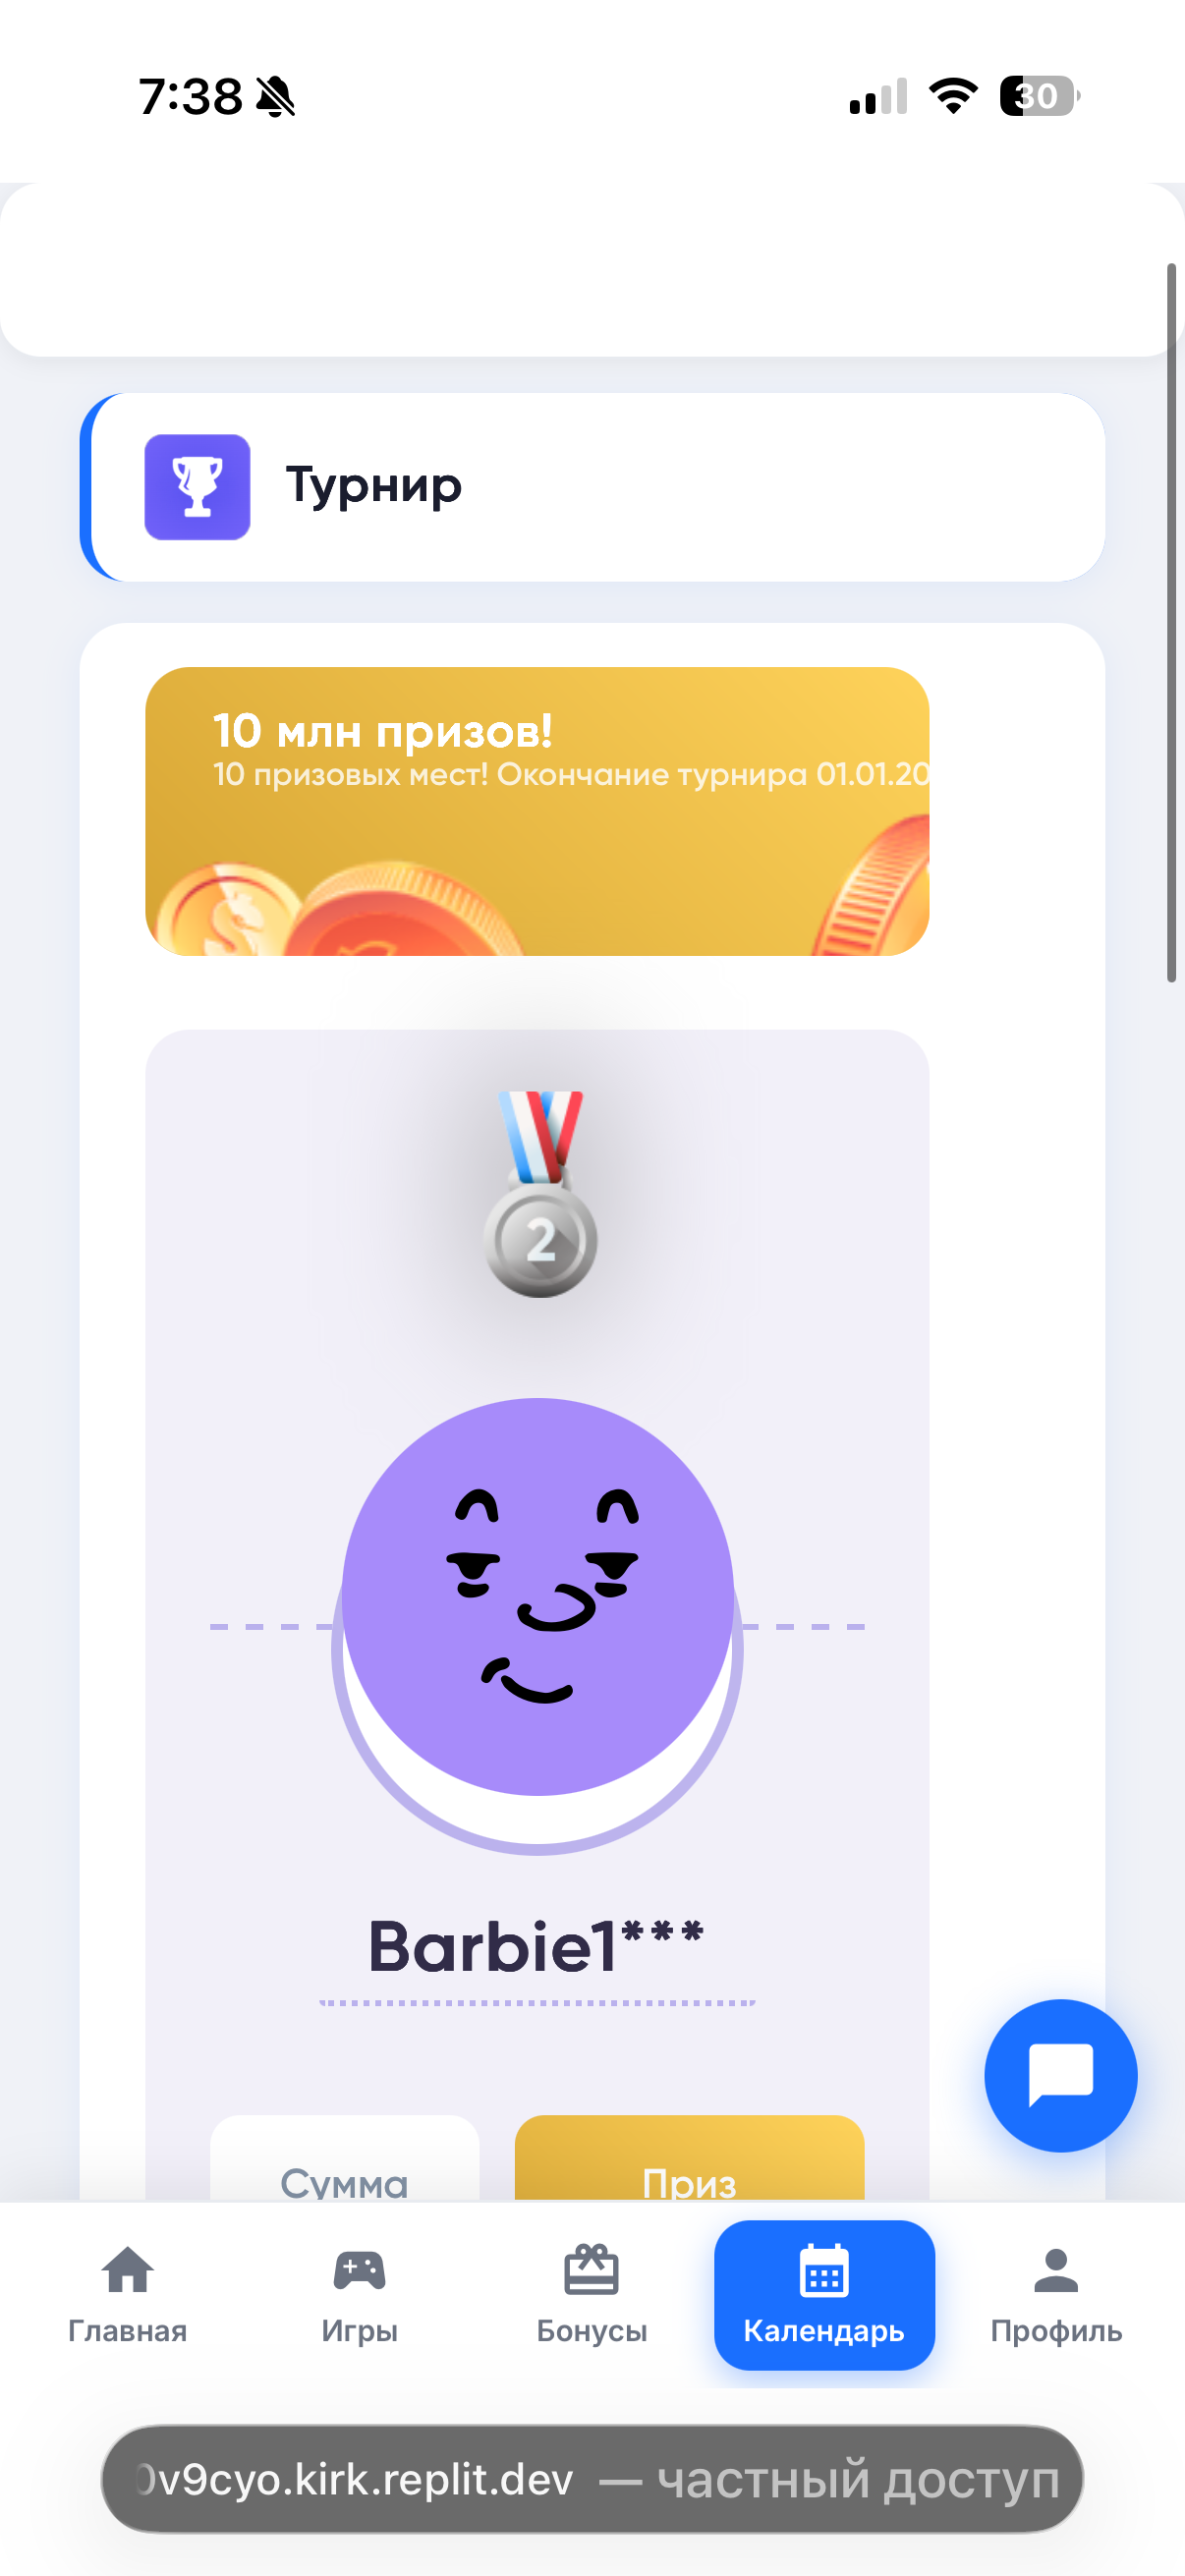 7:38
30
Турнир
10 млн призов!
10 призовых мест! Окончание турнира 01.01.20
2
Barbie1***
Сумма
Приз
Главная
Игры
Бонусы
Календарь
Профиль
0v9cyo.kirk.replit.dev — частный доступ